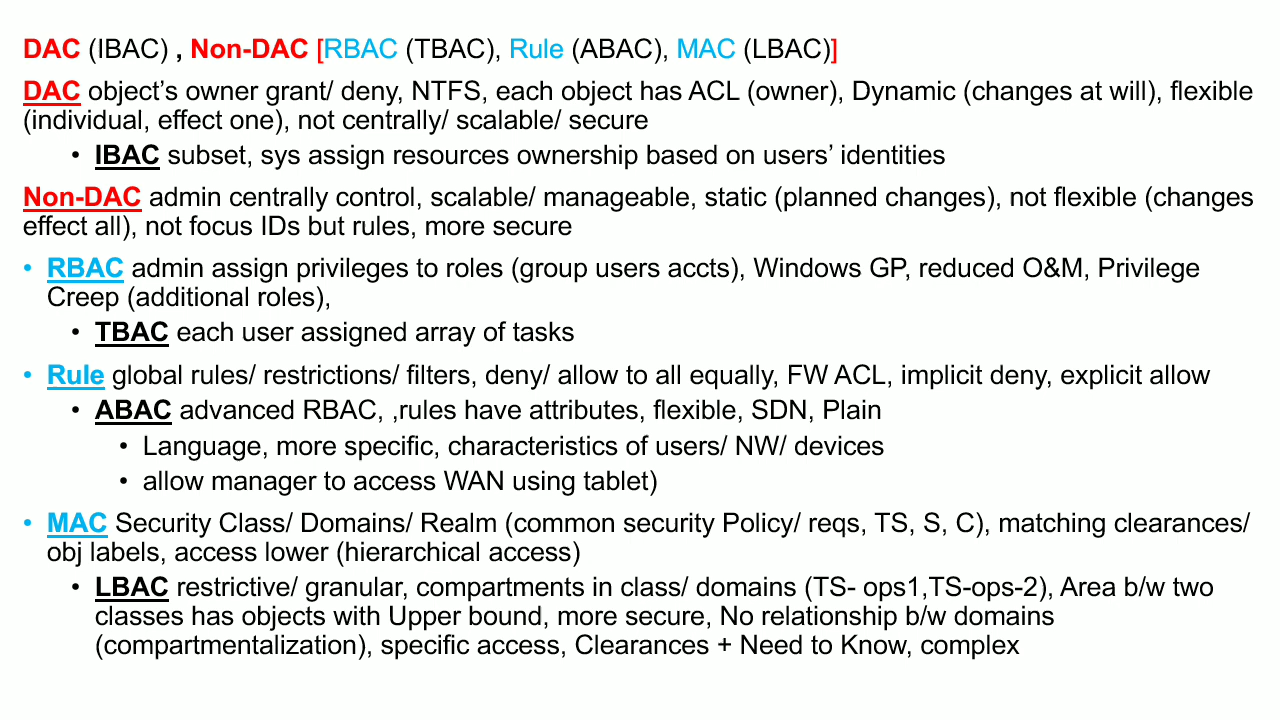 DAC (IBAC) , Non-DAC [RBAC (TBAC), Rule (ABAC), MAC (LBAC)]
DAC object’s owner grant/ deny, NTFS, each object has ACL (owner), Dynamic (changes at will), flexible
(individual, effect one), not centrally/ scalable/ secure
• IBAC subset, sys assign resources ownership based on users’ identities
Non-DAC admin centrally control, scalable/ manageable, static (planned changes), not flexible (changes
effect all), not focus IDs but rules, more secure
• RBAC admin assign privileges to roles (group users accts), Windows GP, reduced O&M, Privilege
Creep (additional roles),
• TBAC each user assigned array of tasks
• Rule global rules/ restrictions/ filters, deny/ allow to all equally, FW ACL, implicit deny, explicit allow
• ABAC advanced RBAC, ,rules have attributes, flexible, SDN, Plain
• Language, more specific, characteristics of users/ NW/ devices
• allow manager to access WAN using tablet)
• MAC Security Class/ Domains/ Realm (common security Policy/ reqs, TS, S, C), matching clearances/
obj labels, access lower (hierarchical access)
• LBAC restrictive/ granular, compartments in class/ domains (TS- ops1,TS-ops-2), Area b/w two
classes has objects with Upper bound, more secure, No relationship b/w domains
(compartmentalization), specific access, Clearances + Need to Know, complex